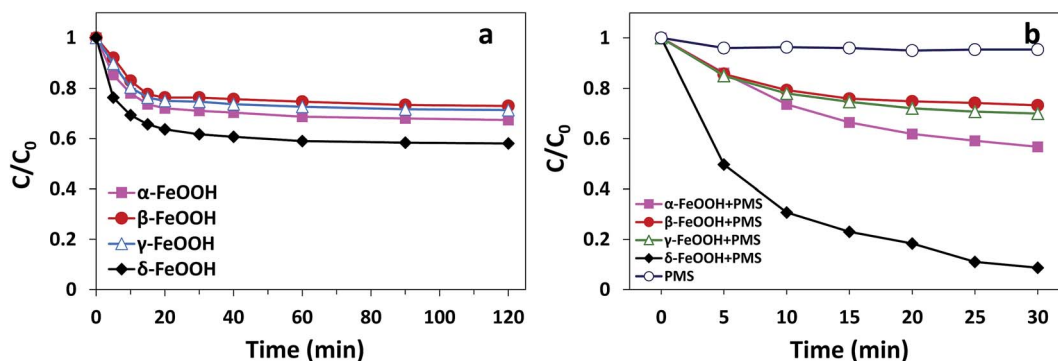 a
1
0.8
0.6
0.4
0.2
0
C/C0
α-FeOOH
β-FeOOH
γ-FeOOH
δ-FeOOH
0 20 40 60 80 100 120
Time (min)
b
1
0.8
0.6
0.4
0.2
0
C/C0
α-FeOOH+PMS
β-FeOOH+PMS
γ-FeOOH+PMS
δ-FeOOH+PMS
PMS
0 5 10 15 20 25 30
Time (min)